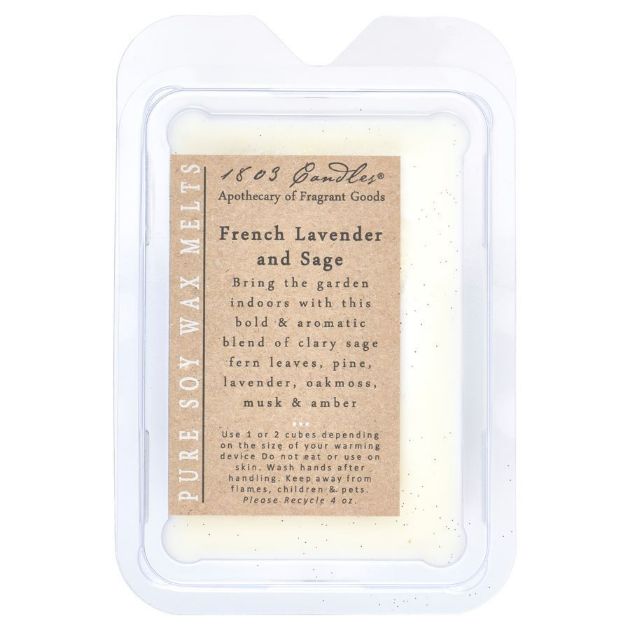 PURE SOY WAX MELTS
1803 Candles®
Apothecary of Fragrant Goods
French Lavender
and Sage
Bring the garden
indoors with this
bold & aromatic
blend of clary sage
fern leaves, pine,
lavender, oakmoss,
musk & amber
***
Use 1 or 2 cubes depending
on the size of your warming
device Do not eat or use on
skin. Wash hands after
handling. Keep away from
flames, children & pets.
Please Recycle 4 oz.